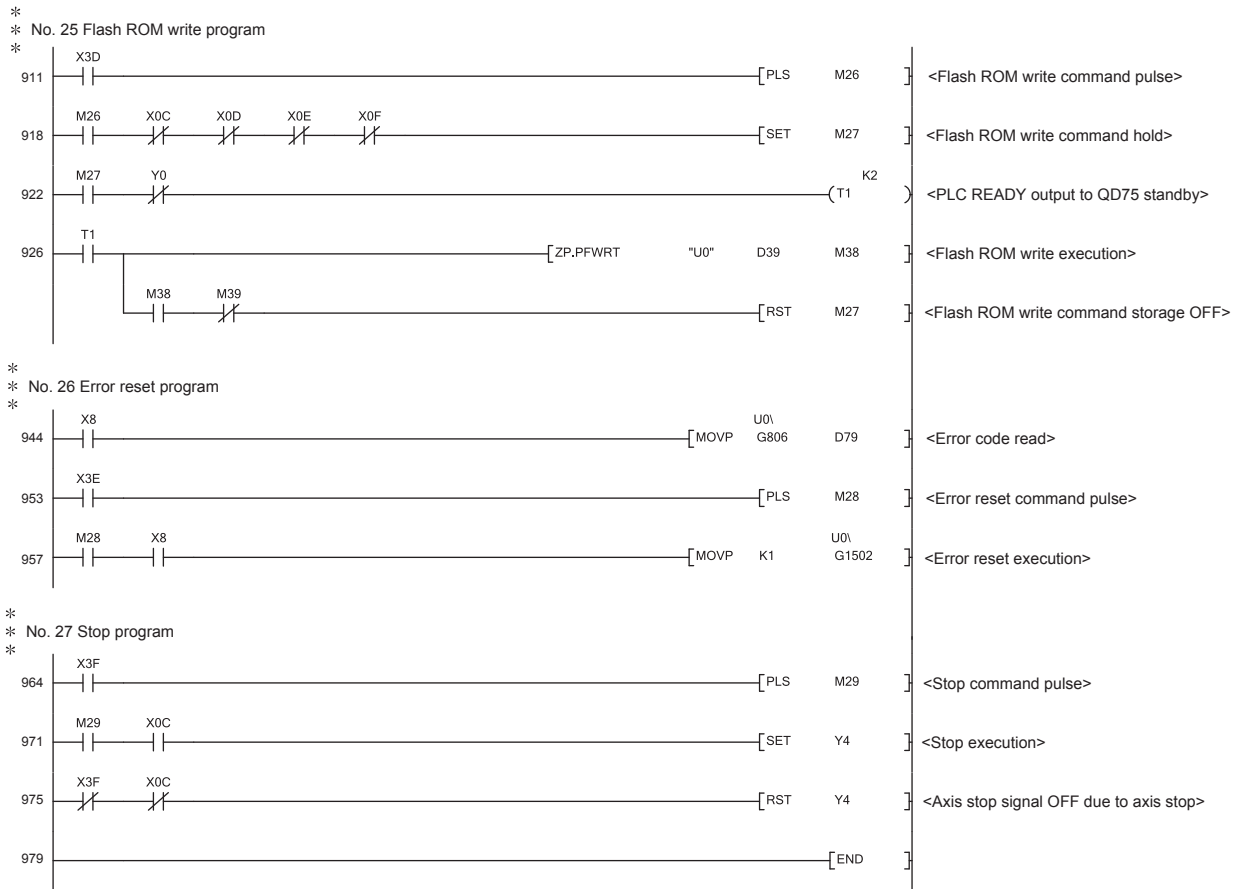 *
* No. 25 Flash ROM write program
*
X3D
911 PLS M26 <Flash ROM write command pulse>
M26 X0C X0D X0E X0F
918 SET M27 <Flash ROM write command hold>
M27 Y0 K2
922 T1 <PLC READY output to QD75 standby>
T1
926 ZP.PFWRT "U0" D39 M38 <Flash ROM write execution>
M38 M39
RST M27 <Flash ROM write command storage OFF>
*
* No. 26 Error reset program
*
X8 U0\
944 MOVP G806 D79 <Error code read>
X3E
953 PLS M28 <Error reset command pulse>
M28 X8 U0\
957 MOVP K1 G1502 <Error reset execution>
*
* No. 27 Stop program
*
X3F
964 PLS M29 <Stop command pulse>
M29 X0C
971 SET Y4 <Stop execution>
X3F X0C
975 RST Y4 <Axis stop signal OFF due to axis stop>
979 END